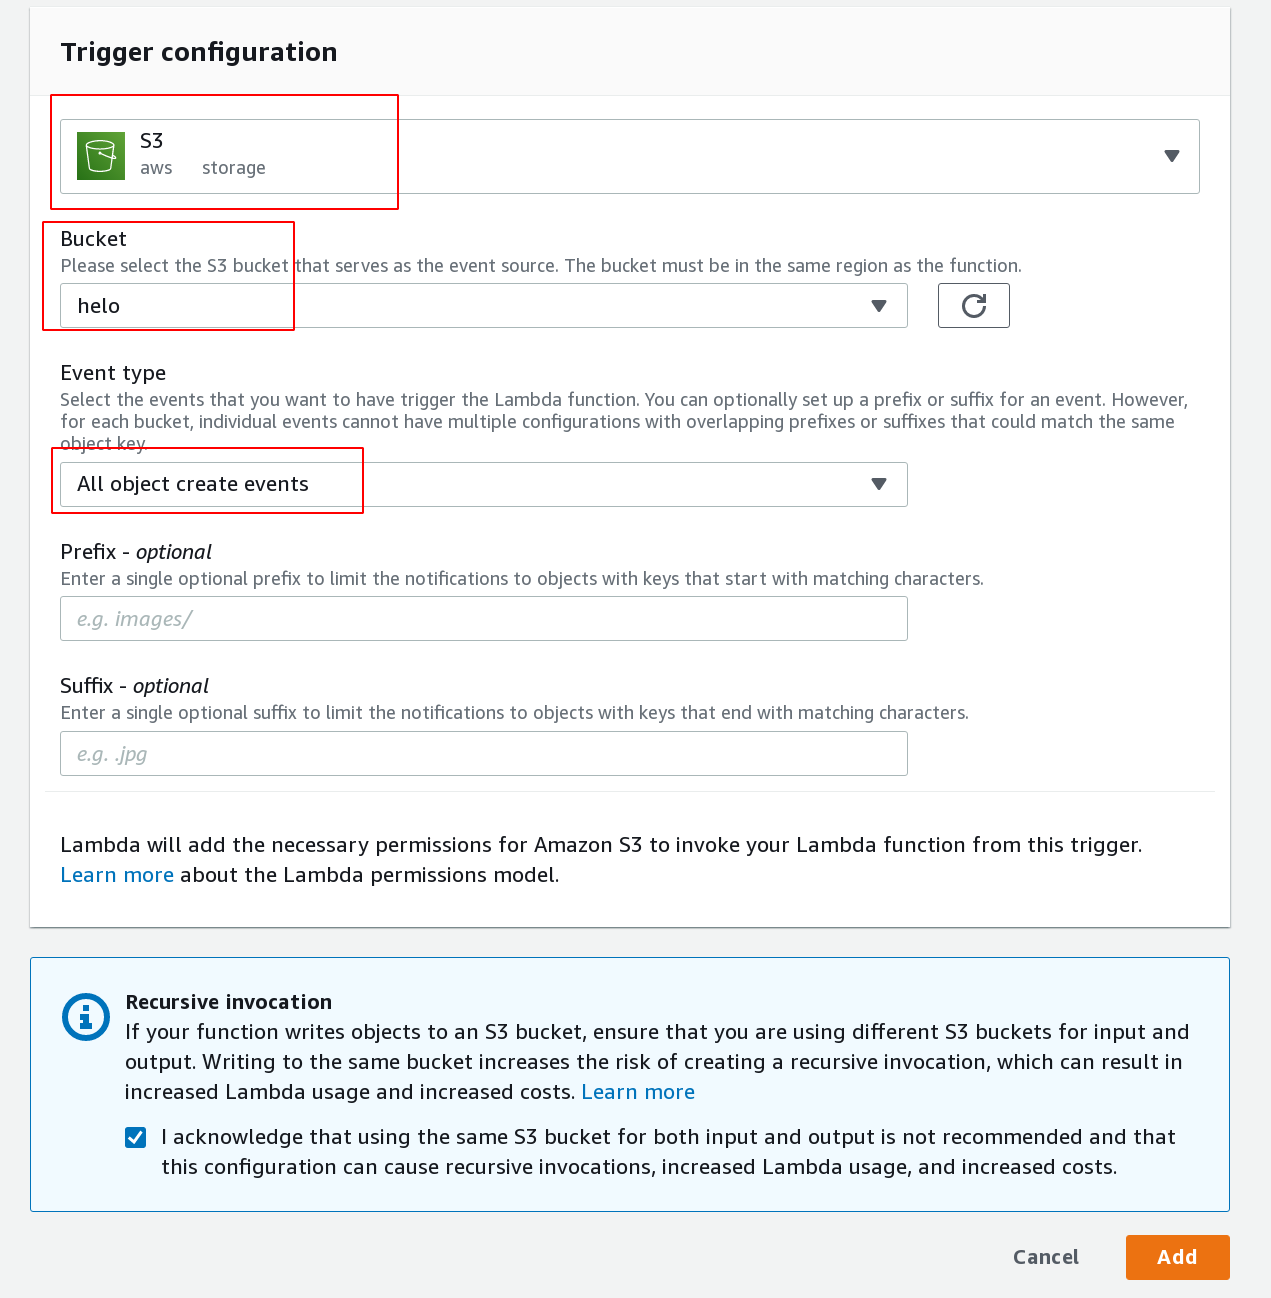 Trigger configuration
S3
aws storage
Bucket
Please select the S3 bucket that serves as the event source. The bucket must be in the same region as the function.
helo
Event type
Select the events that you want to have trigger the Lambda function. You can optionally set up a prefix or suffix for an event. However,
for each bucket, individual events cannot have multiple configurations with overlapping prefixes or suffixes that could match the same
object key.
All object create events
Prefix - optional
Enter a single optional prefix to limit the notifications to objects with keys that start with matching characters.
e.g. images/
Suffix - optional
Enter a single optional suffix to limit the notifications to objects with keys that end with matching characters.
e.g. .jpg
Lambda will add the necessary permissions for Amazon S3 to invoke your Lambda function from this trigger.
Learn more about the Lambda permissions model.
Recursive invocation
If your function writes objects to an S3 bucket, ensure that you are using different S3 buckets for input and
output. Writing to the same bucket increases the risk of creating a recursive invocation, which can result in
increased Lambda usage and increased costs. Learn more
I acknowledge that using the same S3 bucket for both input and output is not recommended and that
this configuration can cause recursive invocations, increased Lambda usage, and increased costs.
Cancel Add